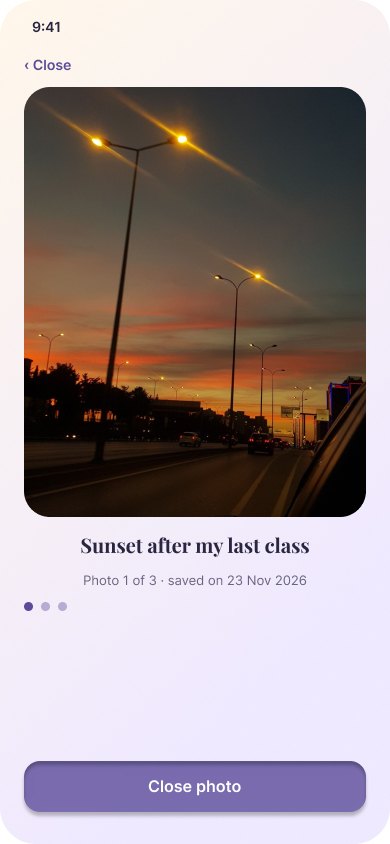 9:41
‹ Close
Sunset after my last class
Photo 1 of 3 · saved on 23 Nov 2026
Close photo